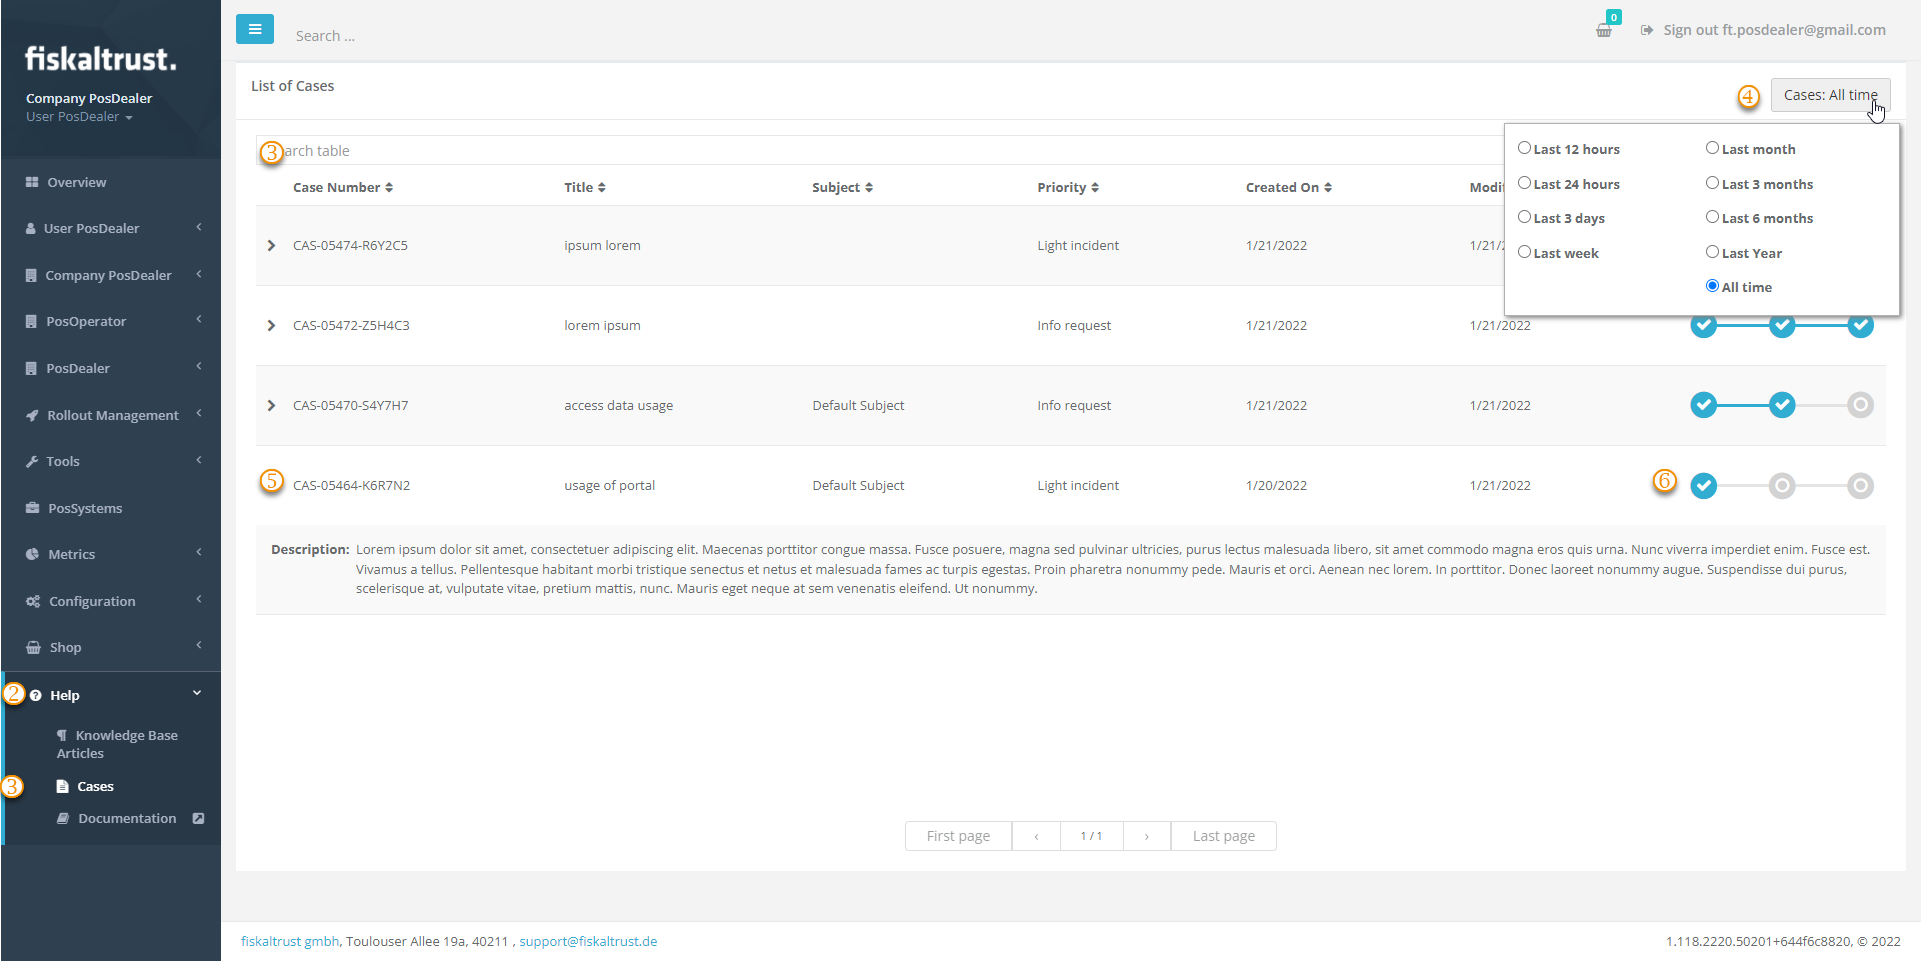 fiskaltrust.
Company PosDealer
User PosDealer
Overview
User PosDealer
Company PosDealer
PosOperator
PosDealer
Rollout Management
Tools
PosSystems
Metrics
Configuration
Shop
2 Help
Knowledge Base
Articles
3 Cases
Documentation
Search ...
0
Sign out ft.posdealer@gmail.com
List of Cases
4 Cases: All time
3 arch table
Last 12 hours Last month
Last 24 hours Last 3 months
Last 3 days Last 6 months
Last week Last Year
All time
Case Number Title Subject Priority Created On Modi
CAS-05474-R6Y2C5 ipsum lorem Light incident 1/21/2022 1/21/
CAS-05472-Z5H4C3 lorem ipsum Info request 1/21/2022 1/21/2022
CAS-05470-S4Y7H7 access data usage Default Subject Info request 1/21/2022 1/21/2022
5 CAS-05464-K6R7N2 usage of portal Default Subject Light incident 1/20/2022 1/21/2022 6
Description: Lorem ipsum dolor sit amet, consectetuer adipiscing elit. Maecenas porttitor congue massa. Fusce posuere, magna sed pulvinar ultricies, purus lectus malesuada libero, sit amet commodo magna eros quis urna. Nunc viverra imperdiet enim. Fusce est.
Vivamus a tellus. Pellentesque habitant morbi tristique senectus et netus et malesuada fames ac turpis egestas. Proin pharetra nonummy pede. Mauris et orci. Aenean nec lorem. In porttitor. Donec laoreet nonummy augue. Suspendisse dui purus,
scelerisque at, vulputate vitae, pretium mattis, nunc. Mauris eget neque at sem venenatis eleifend. Ut nonummy.
First page ‹ 1 / 1 › Last page
fiskaltrust gmbh, Toulouser Allee 19a, 40211 , support@fiskaltrust.de
1.118.2220.50201+644f6c8820, © 2022